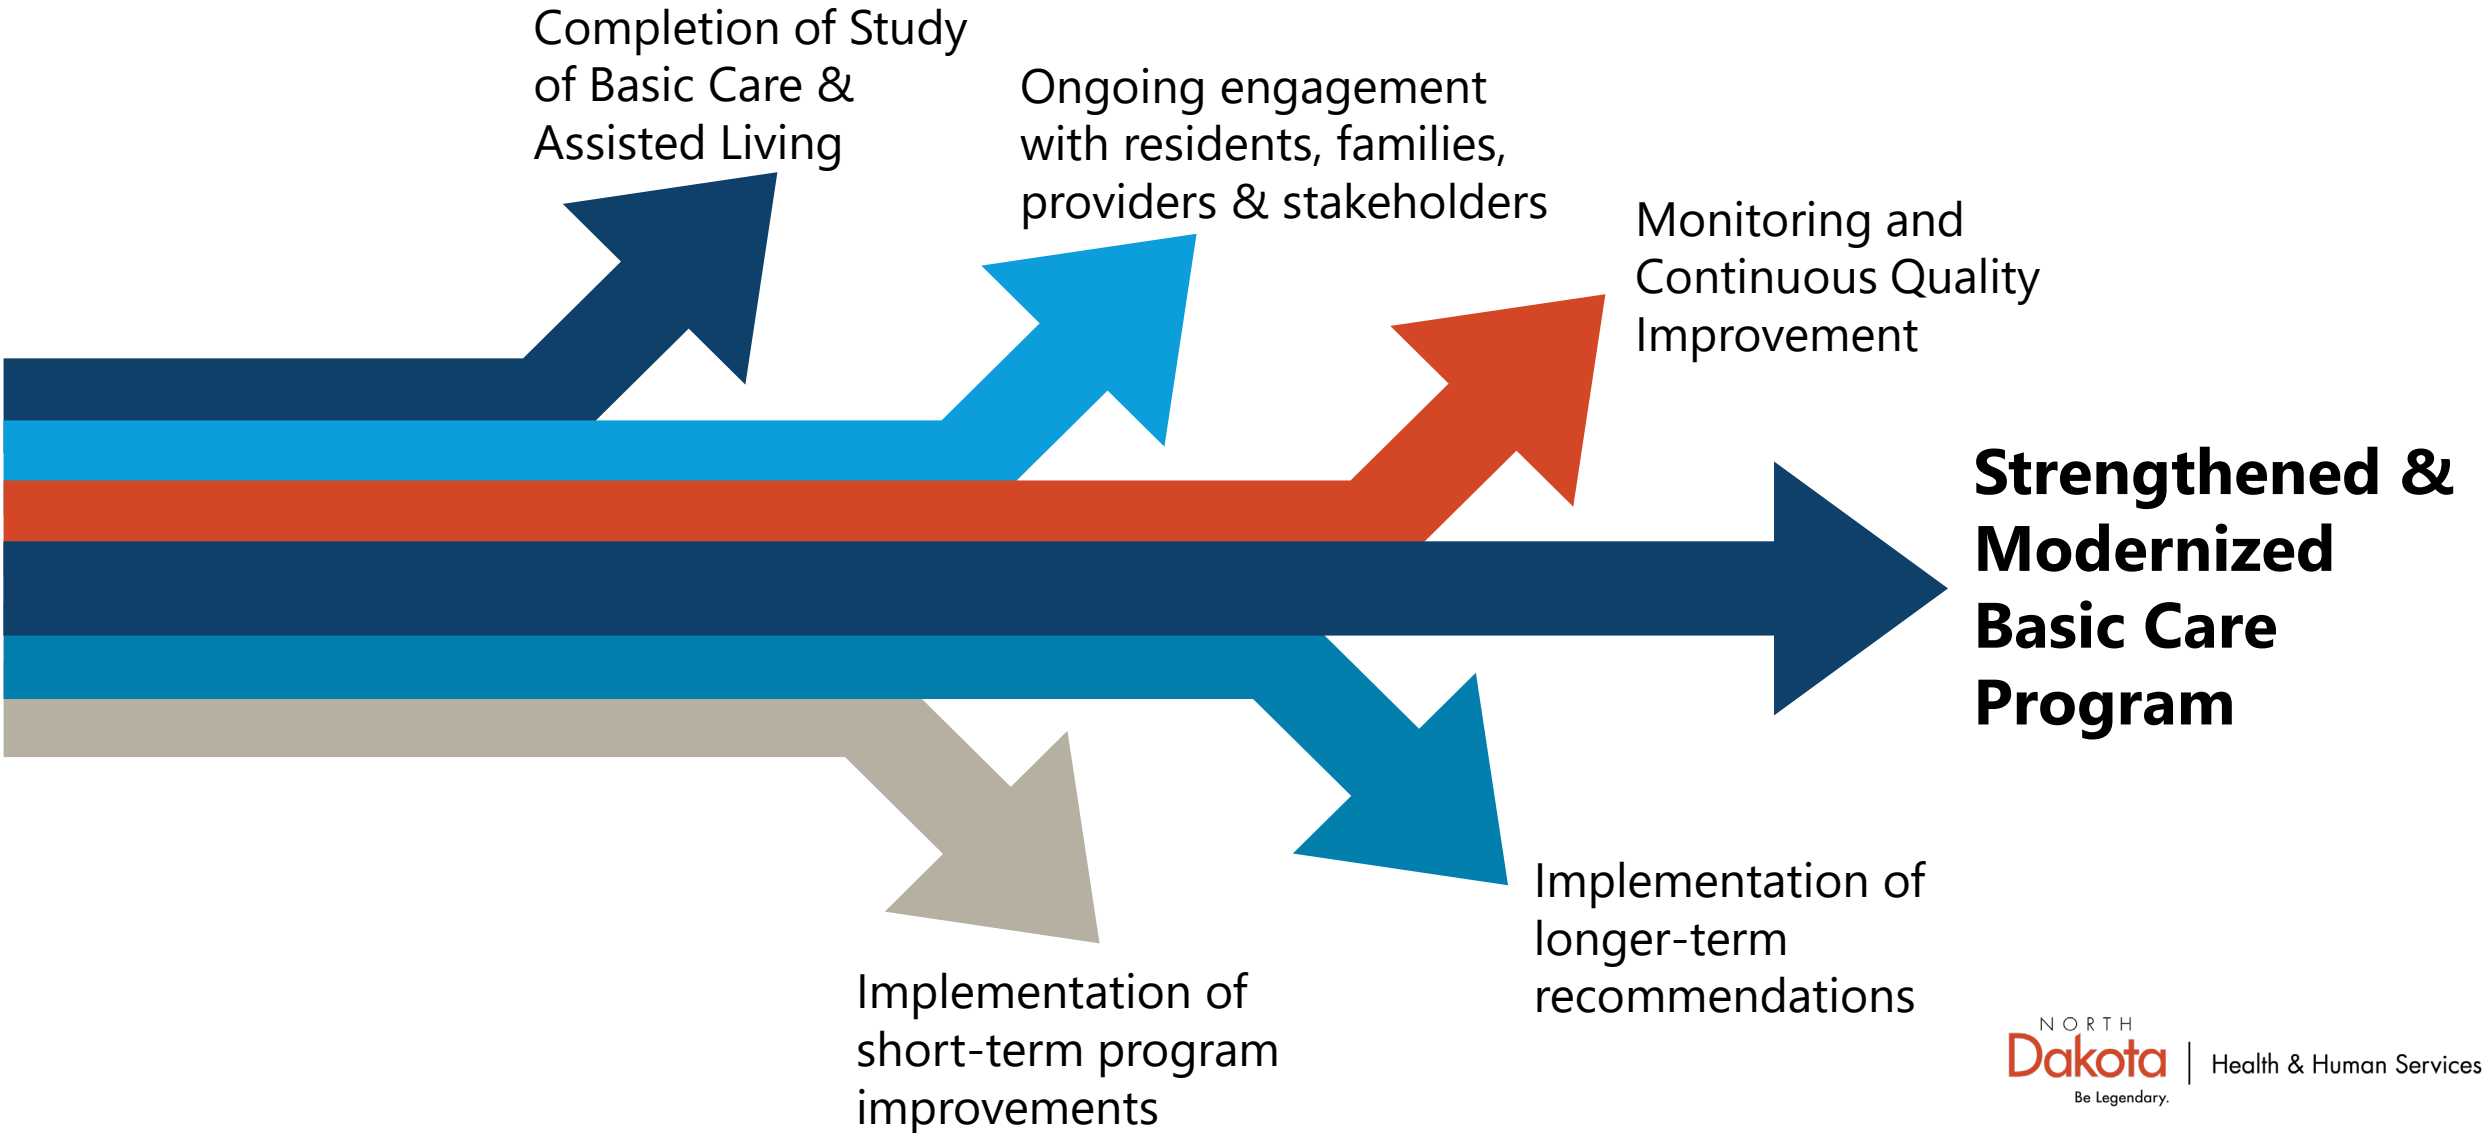 Completion of Study
of Basic Care &
Assisted Living
Ongoing engagement
with residents, families,
providers & stakeholders
Monitoring and
Continuous Quality
Improvement
Strengthened &
Modernized
Basic Care
Program
Implementation of
longer-term
recommendations
Implementation of
short-term program
improvements
NORTH
Dakota
Be Legendary.
Health & Human Services